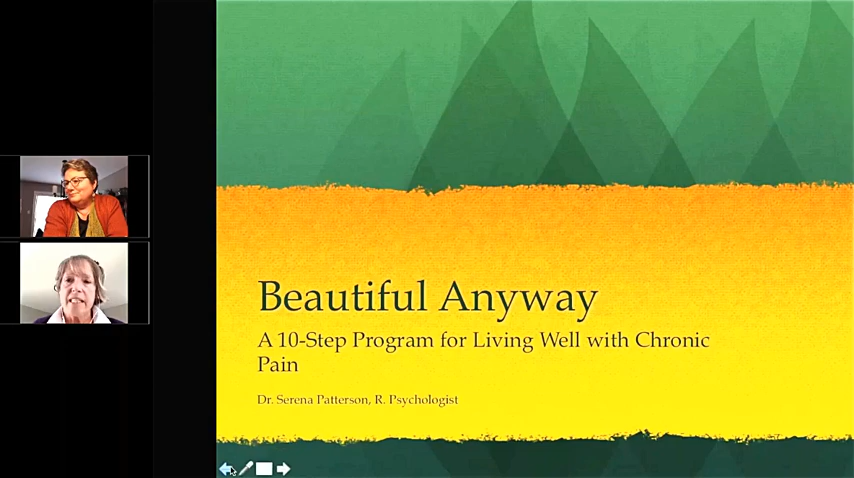 Beautiful Anyway
A 10-Step Program for Living Well with Chronic
Pain
Dr. Serena Patterson, R. Psychologist